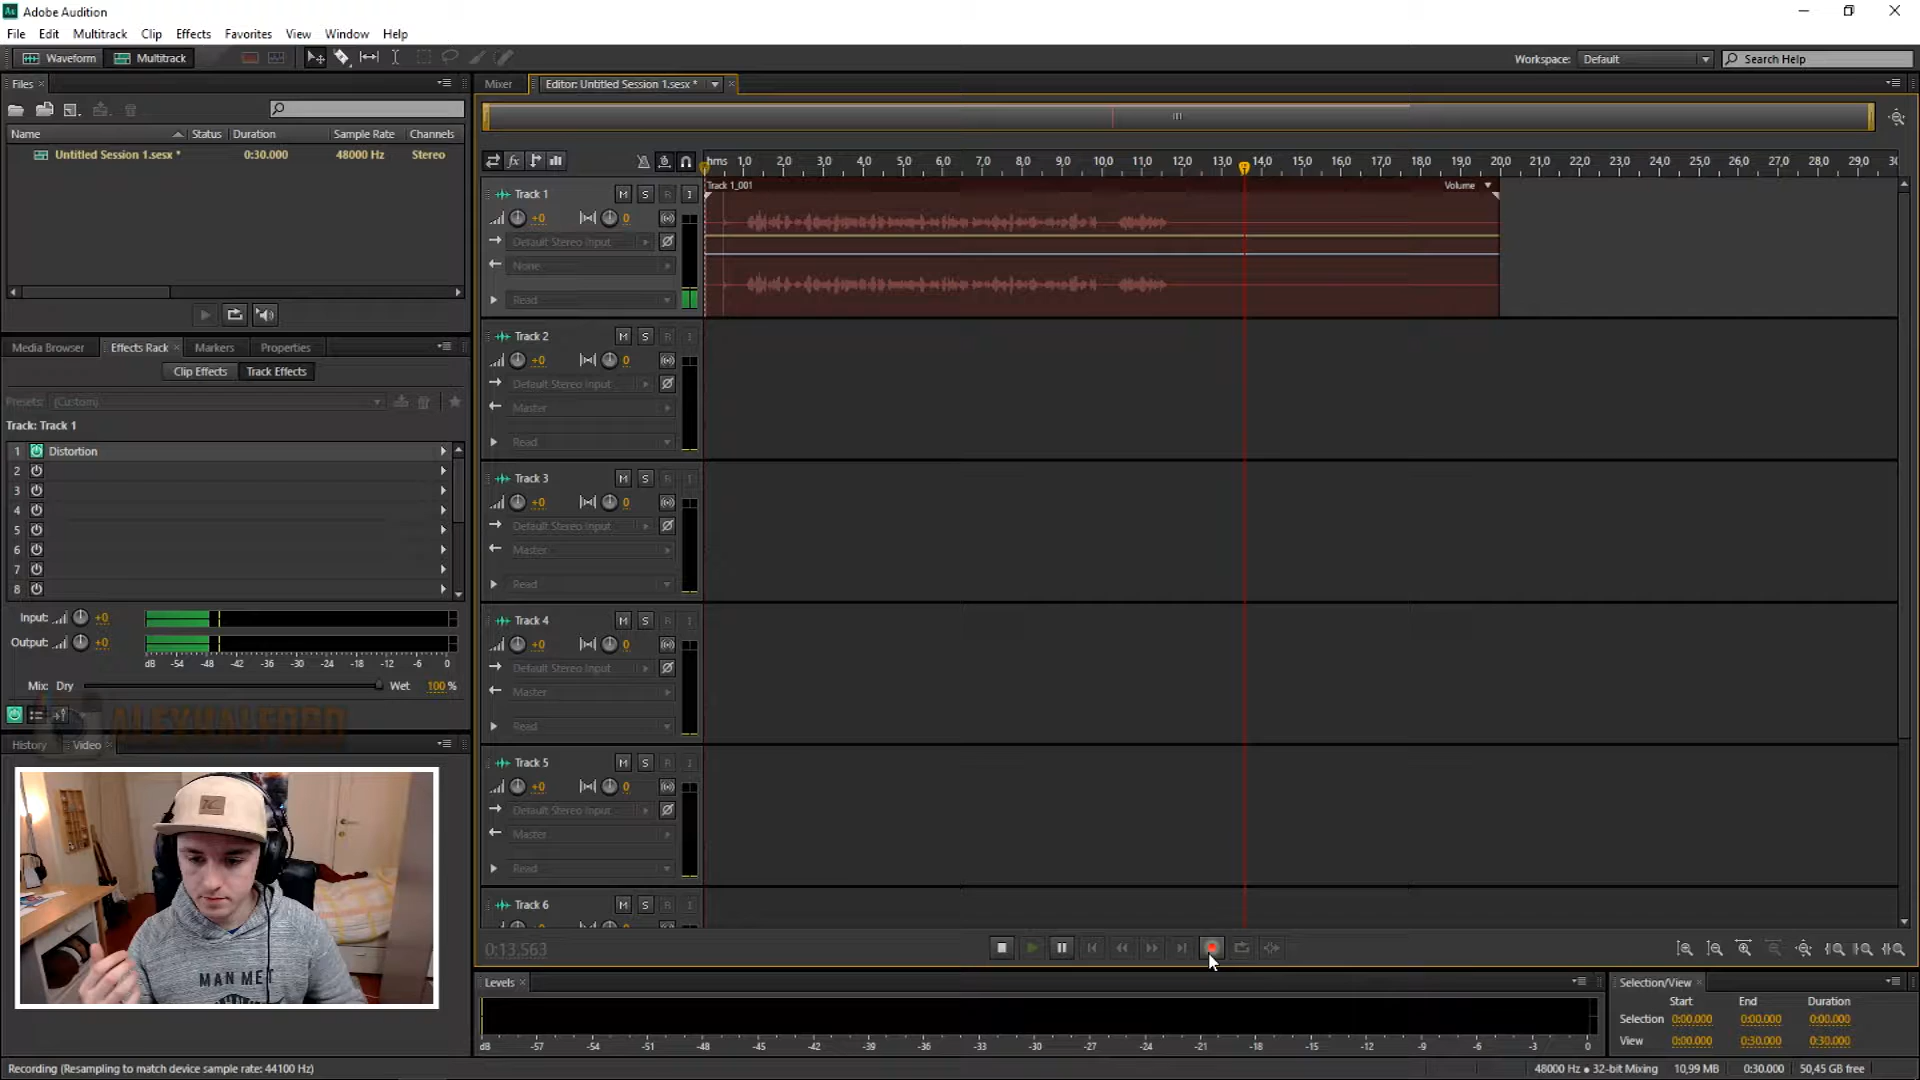 Adobe Audition
File Edit Multitrack Clip Effects Favorites View Window Help
Waveform Multitrack Workspace: Default Search Help
Files × Mixer Editor: Untitled Session 1.sesx * ×
Name Status Duration Sample Rate Channels
Untitled Session 1.sesx * 0:30.000 48000 Hz Stereo
hms 1,0 2,0 3,0 4,0 5,0 6,0 7,0 8,0 9,0 10,0 11,0 12,0 13,0 14,0 15,0 16,0 17,0 18,0 19,0 20,0 21,0 22,0 23,0 24,0 25,0 26,0 27,0 28,0 29,0 30
Track 1_001 Volume
Track 1 M S R I
+0 0
Default Stereo Input
None
Read
Track 2 M S R I
+0 0
Default Stereo Input
Master
Read
Track 3 M S R I
+0 0
Default Stereo Input
Master
Read
Track 4 M S R I
+0 0
Default Stereo Input
Master
Read
Track 5 M S R I
+0 0
Default Stereo Input
Master
Read
Track 6 M S R I
Media Browser Effects Rack × Markers Properties
Clip Effects Track Effects
Presets: (Custom)
Track: Track 1
1 Distortion
2
3
4
5
6
7
8
Input: +0
Output: +0
dB -54 -48 -42 -36 -30 -24 -18 -12 -6 0
Mix: Dry Wet 100 %
ALEXHALFORD
History Video ×
MAN MET
0:13.563
Levels ×
dB -57 -54 -51 -48 -45 -42 -39 -36 -33 -30 -27 -24 -21 -18 -15 -12 -9 -6 -3 0
Selection/View ×
Start End Duration
Selection 0:00.000 0:00.000 0:00.000
View 0:00.000 0:30.000 0:30.000
Recording (Resampling to match device sample rate: 44100 Hz)
48000 Hz • 32-bit Mixing 10,99 MB 0:30.000 50,45 GB free